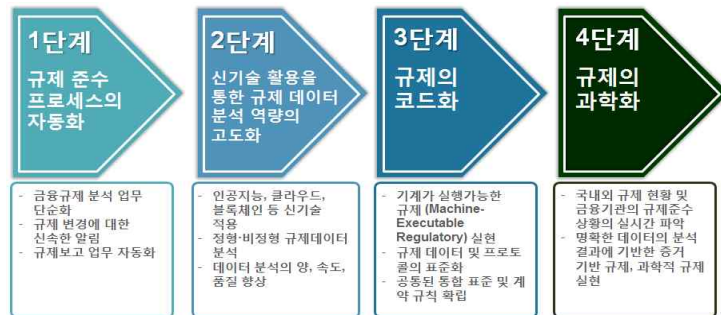 1단계
규제 준수
프로세스의
자동화
- 금융규제 분석 업무
단순화
- 규제 변경에 대한
신속한 알림
- 규제보고 업무 자동화
2단계
신기술 활용을
통한 규제 데이터
분석 역량의
고도화
- 인공지능, 클라우드,
블록체인 등 신기술
적용
- 정형·비정형 규제데이터
분석
- 데이터 분석의 양, 속도,
품질 향상
3단계
규제의
코드화
- 기계가 실행가능한
규제 (Machine-
Executable
Regulatory) 실현
- 규제 데이터 및 프로토
콜의 표준화
- 공통된 통합 표준 및 계
약 규칙 확립
4단계
규제의
과학화
- 국내외 규제 현황 및
금융기관의 규제준수
상황의 실시간 파악
- 명확한 데이터의 분석
결과에 기반한 증거
기반 규제, 과학적 규제
실현